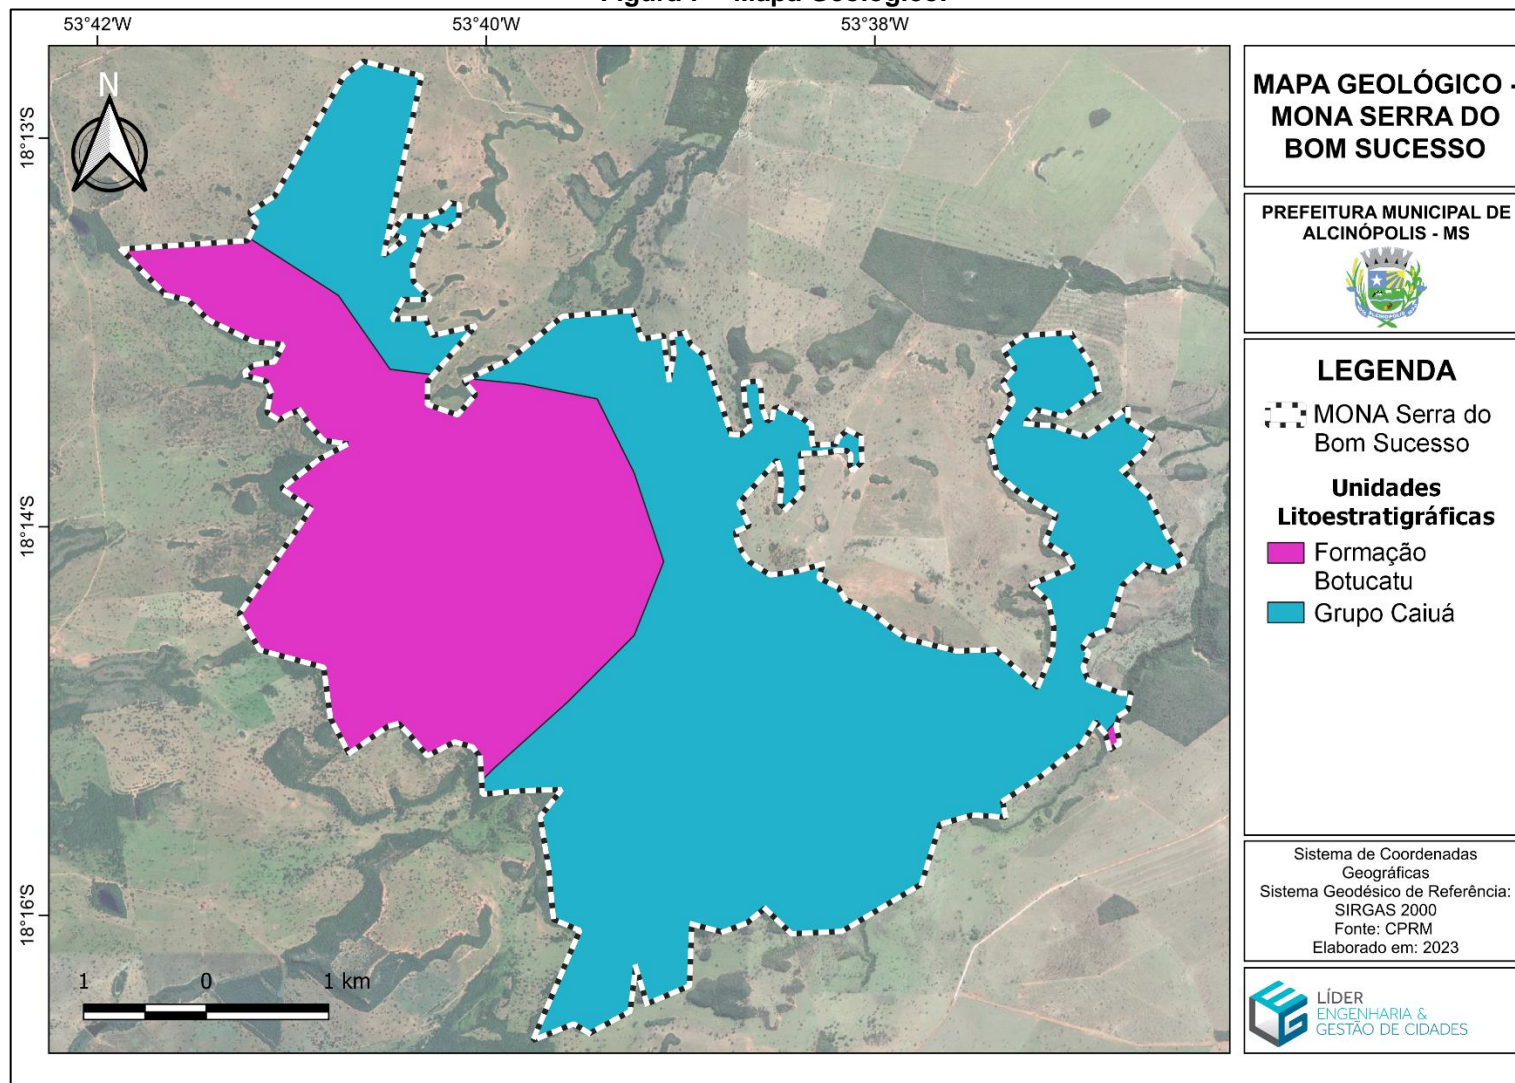 53°42'W
53°40'W
53°38'W
18°13'S
18°14'S
18°16'S
N
1 0 1 km
MAPA GEOLÓGICO -
MONA SERRA DO
BOM SUCESSO
PREFEITURA MUNICIPAL DE
ALCINÓPOLIS - MS
LEGENDA
MONA Serra do
Bom Sucesso
Unidades
Litoestratigráficas
Formação
Botucatu
Grupo Caiuá
Sistema de Coordenadas
Geográficas
Sistema Geodésico de Referência:
SIRGAS 2000
Fonte: CPRM
Elaborado em: 2023
LÍDER
ENGENHARIA &
GESTÃO DE CIDADES